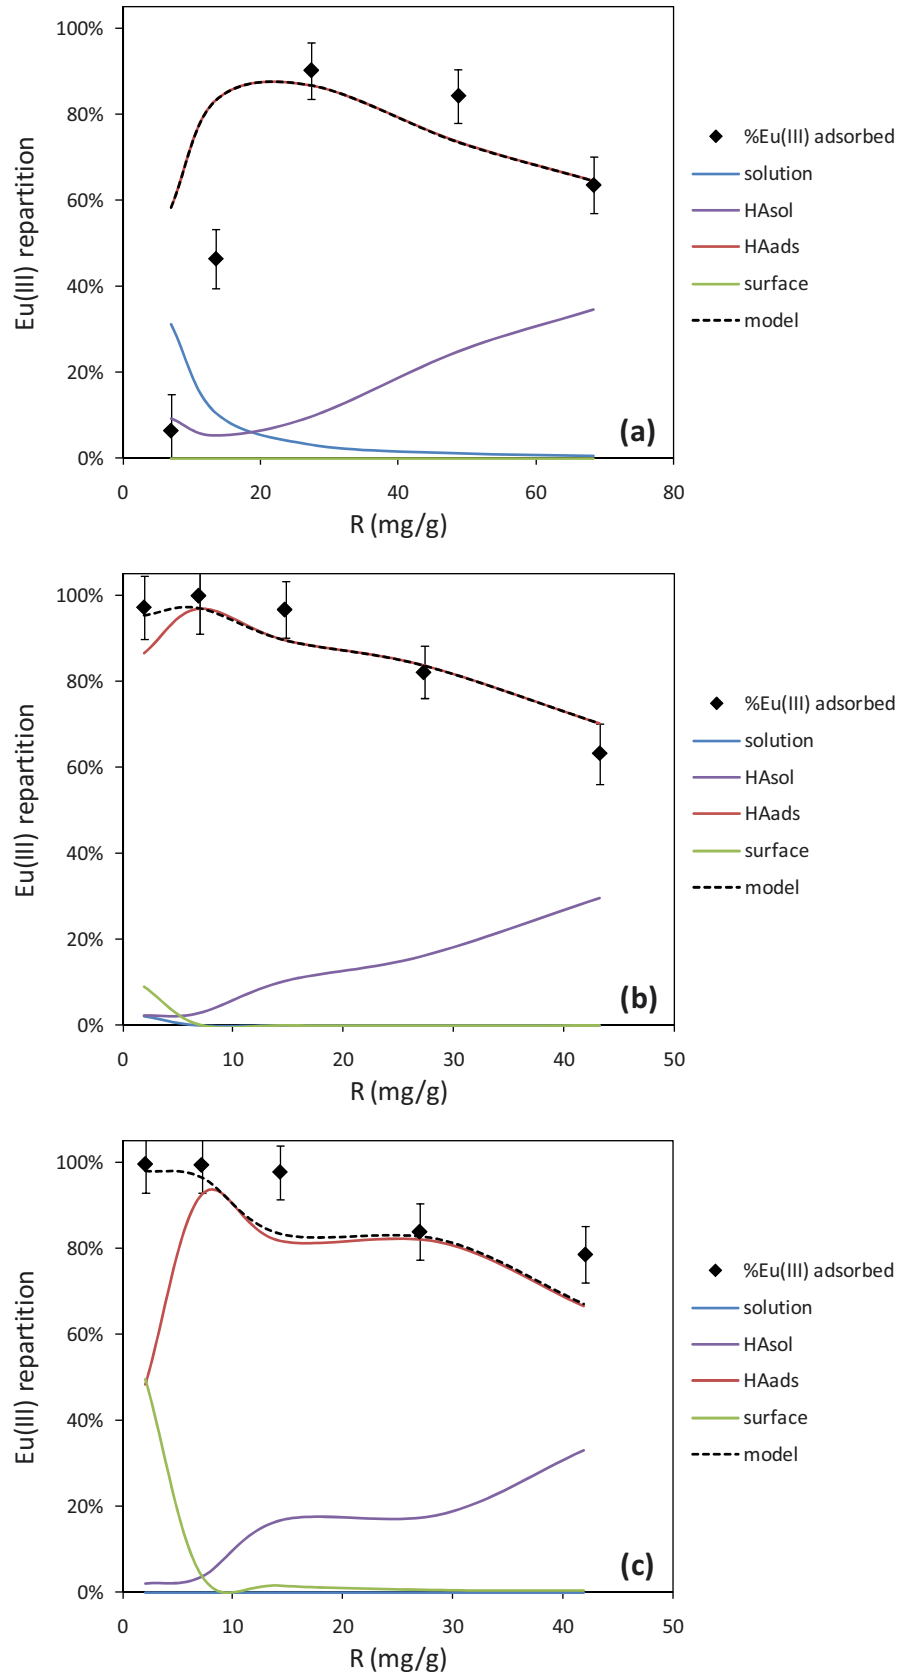 100%
80%
60%
40%
20%
0%
Eu(III) repartition
0 20 40 60 80
R (mg/g)
(a)
%Eu(III) adsorbed
solution
HAsol
HAads
surface
model
100%
80%
60%
40%
20%
0%
Eu(III) repartition
0 10 20 30 40 50
R (mg/g)
(b)
%Eu(III) adsorbed
solution
HAsol
HAads
surface
model
100%
80%
60%
40%
20%
0%
Eu(III) repartition
0 10 20 30 40 50
R (mg/g)
(c)
%Eu(III) adsorbed
solution
HAsol
HAads
surface
model